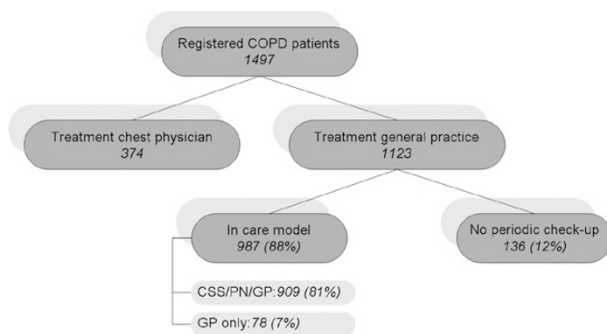 Registered COPD patients
1497
Treatment chest physician
374
Treatment general practice
1123
In care model
987 (88%)
No periodic check-up
136 (12%)
CSS/PN/GP: 909 (81%)
GP only: 78 (7%)